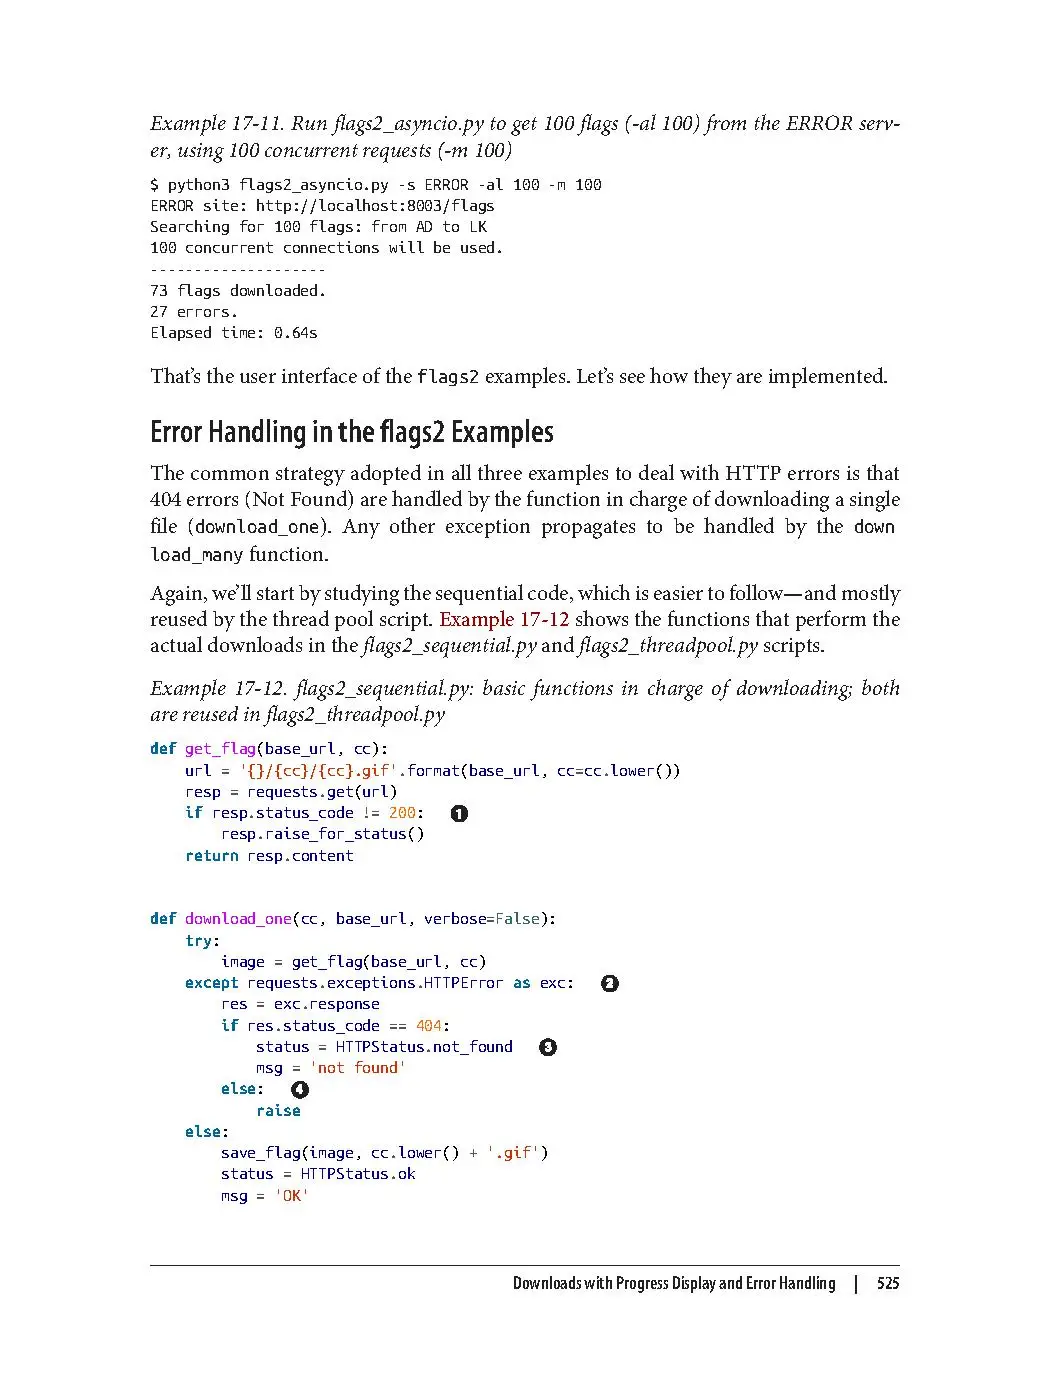 Example 17-11. Run flags2_asyncio.py to get 100 flags (-al 100) from the ERROR serv-
er, using 100 concurrent requests (-m 100)
$ python3 flags2_asyncio.py -s ERROR -al 100 -m 100
ERROR site: http://localhost:8003/flags
Searching for 100 flags: from AD to LK
100 concurrent connections will be used.
--------------------
73 flags downloaded.
27 errors.
Elapsed time: 0.64s
That’s the user interface of the flags2 examples. Let’s see how they are implemented.
Error Handling in the flags2 Examples
The common strategy adopted in all three examples to deal with HTTP errors is that
404 errors (Not Found) are handled by the function in charge of downloading a single
file (download_one). Any other exception propagates to be handled by the down
load_many function.
Again, we’ll start by studying the sequential code, which is easier to follow—and mostly
reused by the thread pool script. Example 17-12 shows the functions that perform the
actual downloads in the flags2_sequential.py and flags2_threadpool.py scripts.
Example 17-12. flags2_sequential.py: basic functions in charge of downloading; both
are reused in flags2_threadpool.py
def get_flag(base_url, cc):
    url = '{}/{cc}/{cc}.gif'.format(base_url, cc=cc.lower())
    resp = requests.get(url)
    if resp.status_code != 200: ❶
        resp.raise_for_status()
    return resp.content
def download_one(cc, base_url, verbose=False):
    try:
        image = get_flag(base_url, cc)
    except requests.exceptions.HTTPError as exc: ❷
        res = exc.response
        if res.status_code == 404:
            status = HTTPStatus.not_found ❸
            msg = 'not found'
        else: ❹
            raise
    else:
        save_flag(image, cc.lower() + '.gif')
        status = HTTPStatus.ok
        msg = 'OK'
Downloads with Progress Display and Error Handling | 525